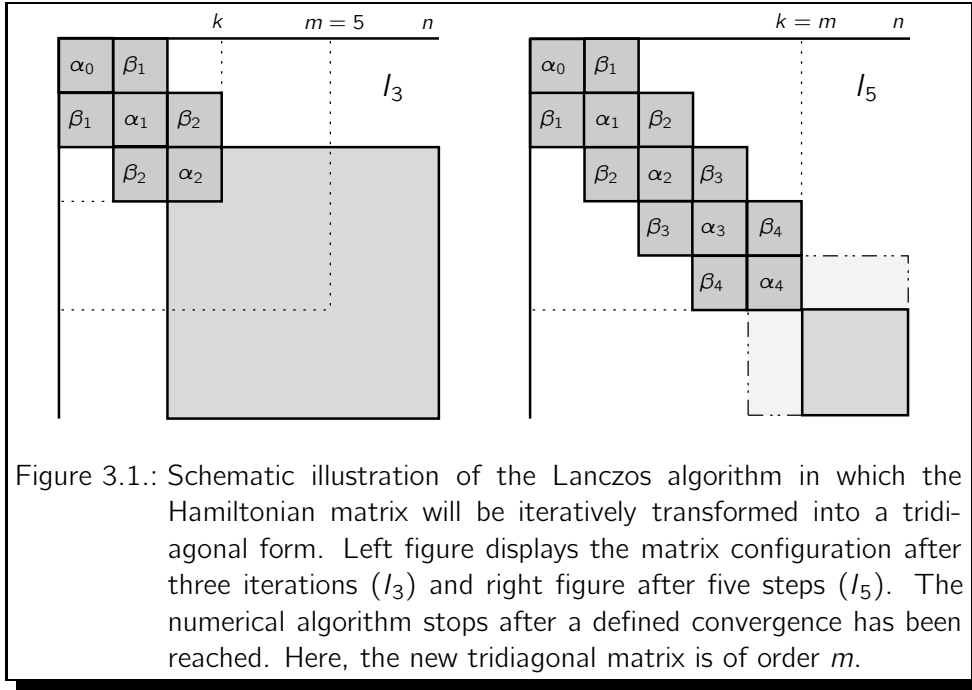 k m = 5 n k = m n
α₀ β₁ α₀ β₁
I₃ I₅
β₁ α₁ β₂ β₁ α₁ β₂
β₂ α₂ β₂ α₂ β₃
β₃ α₃ β₄
β₄ α₄
Figure 3.1.: Schematic illustration of the Lanczos algorithm in which the
Hamiltonian matrix will be iteratively transformed into a tridi-
agonal form. Left figure displays the matrix configuration after
three iterations (I₃) and right figure after five steps (I₅). The
numerical algorithm stops after a defined convergence has been
reached. Here, the new tridiagonal matrix is of order m.